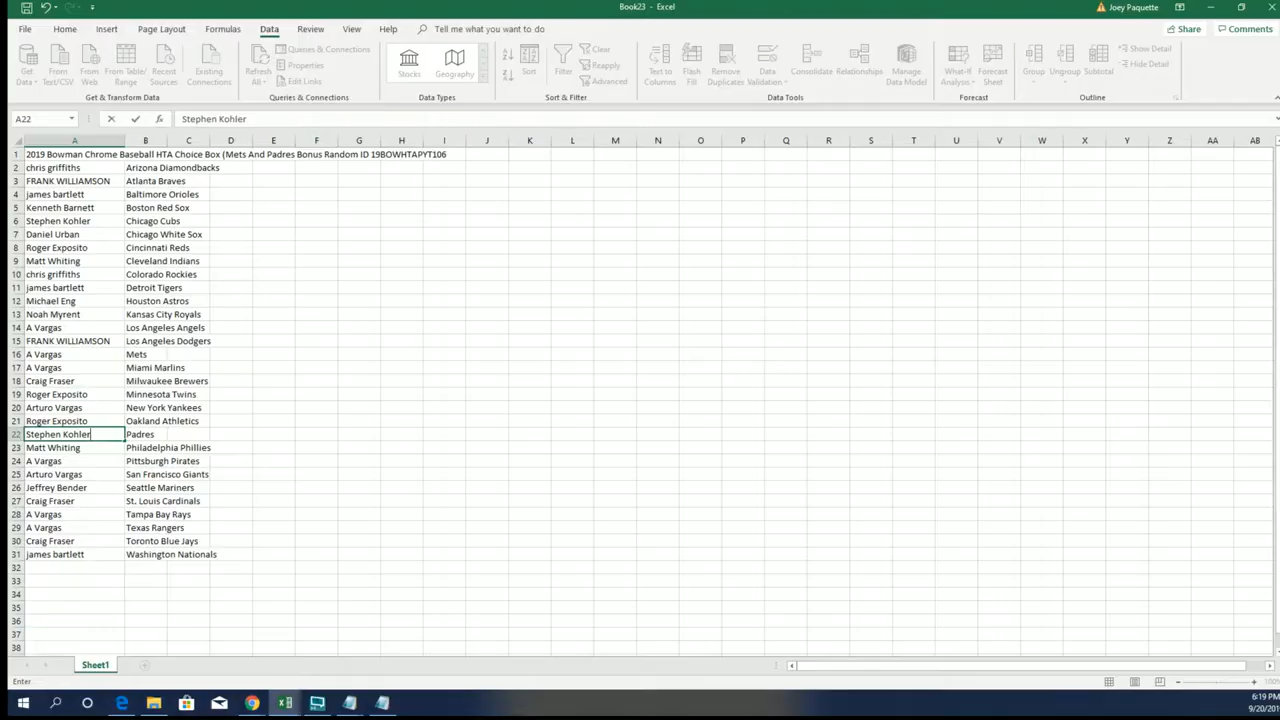 Book23 - Excel
Joey Paquette
File Home Insert Page Layout Formulas Data Review View Help Tell me what you want to do
Share Comments
Get Data From Text/CSV From Web From Table/Range Recent Sources Existing Connections
Get & Transform Data
Refresh All Queries & Connections Properties Edit Links
Queries & Connections
Stocks Geography
Data Types
Sort Filter Clear Reapply Advanced
Sort & Filter
Text to Columns Flash Fill Remove Duplicates Data Validation Consolidate Relationships Manage Data Model
Data Tools
What-If Analysis Forecast Sheet
Forecast
Group Ungroup Subtotal Show Detail Hide Detail
Outline
A22 Stephen Kohler
A B C D E F G H I J K L M N O P Q R S T U V W X Y Z AA AB
1 2019 Bowman Chrome Baseball HTA Choice Box (Mets And Padres Bonus Random ID 19BOWHTAPYT106
2 chris griffiths Arizona Diamondbacks
3 FRANK WILLIAMSON Atlanta Braves
4 james bartlett Baltimore Orioles
5 Kenneth Barnett Boston Red Sox
6 Stephen Kohler Chicago Cubs
7 Daniel Urban Chicago White Sox
8 Roger Exposito Cincinnati Reds
9 Matt Whiting Cleveland Indians
10 chris griffiths Colorado Rockies
11 james bartlett Detroit Tigers
12 Michael Eng Houston Astros
13 Noah Myrent Kansas City Royals
14 A Vargas Los Angeles Angels
15 FRANK WILLIAMSON Los Angeles Dodgers
16 A Vargas Mets
17 A Vargas Miami Marlins
18 Craig Fraser Milwaukee Brewers
19 Roger Exposito Minnesota Twins
20 Arturo Vargas New York Yankees
21 Roger Exposito Oakland Athletics
22 Stephen Kohler Padres
23 Matt Whiting Philadelphia Phillies
24 A Vargas Pittsburgh Pirates
25 Arturo Vargas San Francisco Giants
26 Jeffrey Bender Seattle Mariners
27 Craig Fraser St. Louis Cardinals
28 A Vargas Tampa Bay Rays
29 A Vargas Texas Rangers
30 Craig Fraser Toronto Blue Jays
31 james bartlett Washington Nationals
32
33
34
35
36
37
38
Sheet1
Enter
100%
6:19 PM
9/20/201